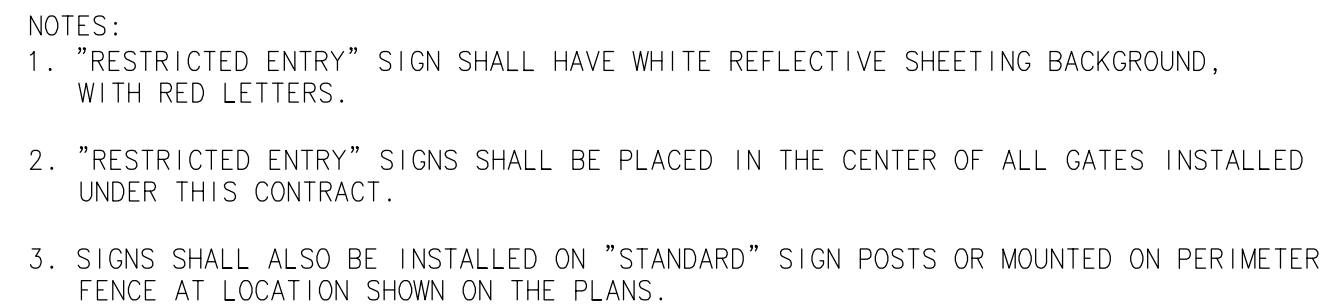 NOTES:
1. "RESTRICTED ENTRY" SIGN SHALL HAVE WHITE REFLECTIVE SHEETING BACKGROUND,
WITH RED LETTERS.
2. "RESTRICTED ENTRY" SIGNS SHALL BE PLACED IN THE CENTER OF ALL GATES INSTALLED
UNDER THIS CONTRACT.
3. SIGNS SHALL ALSO BE INSTALLED ON "STANDARD" SIGN POSTS OR MOUNTED ON PERIMETER
FENCE AT LOCATION SHOWN ON THE PLANS.